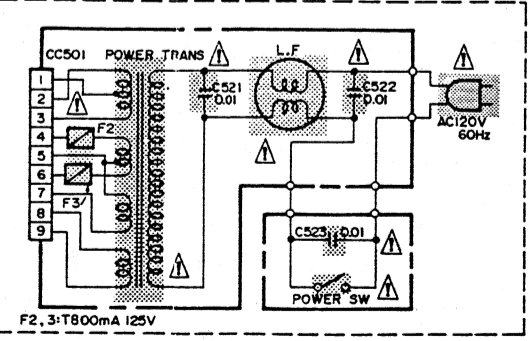 CC501 POWER TRANS
L.F
1
2
3
4
5
6
7
8
9
F2
F3
C521
0.01
C522
0.01
AC120V
60Hz
C523 0.01
POWER SW
F2,3:T800mA 125V